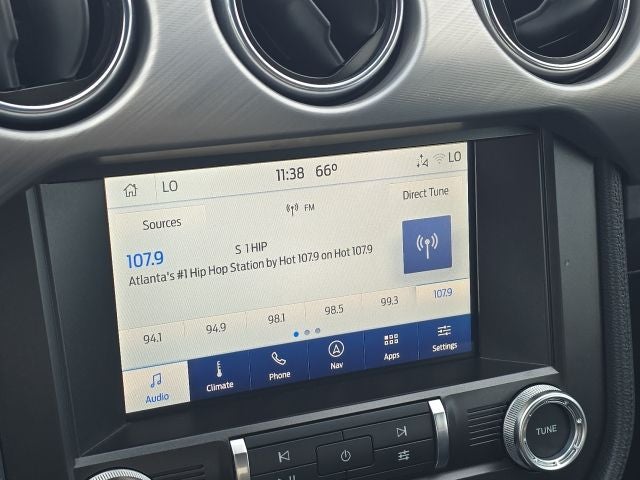 LO 11:38 66° LO
Sources FM Direct Tune
107.9 S 1 HIP
Atlanta's #1 Hip Hop Station by Hot 107.9 on Hot 107.9
94.1 94.9 98.1 98.5 99.3 107.9
Audio Climate Phone Nav Apps Settings
TUNE